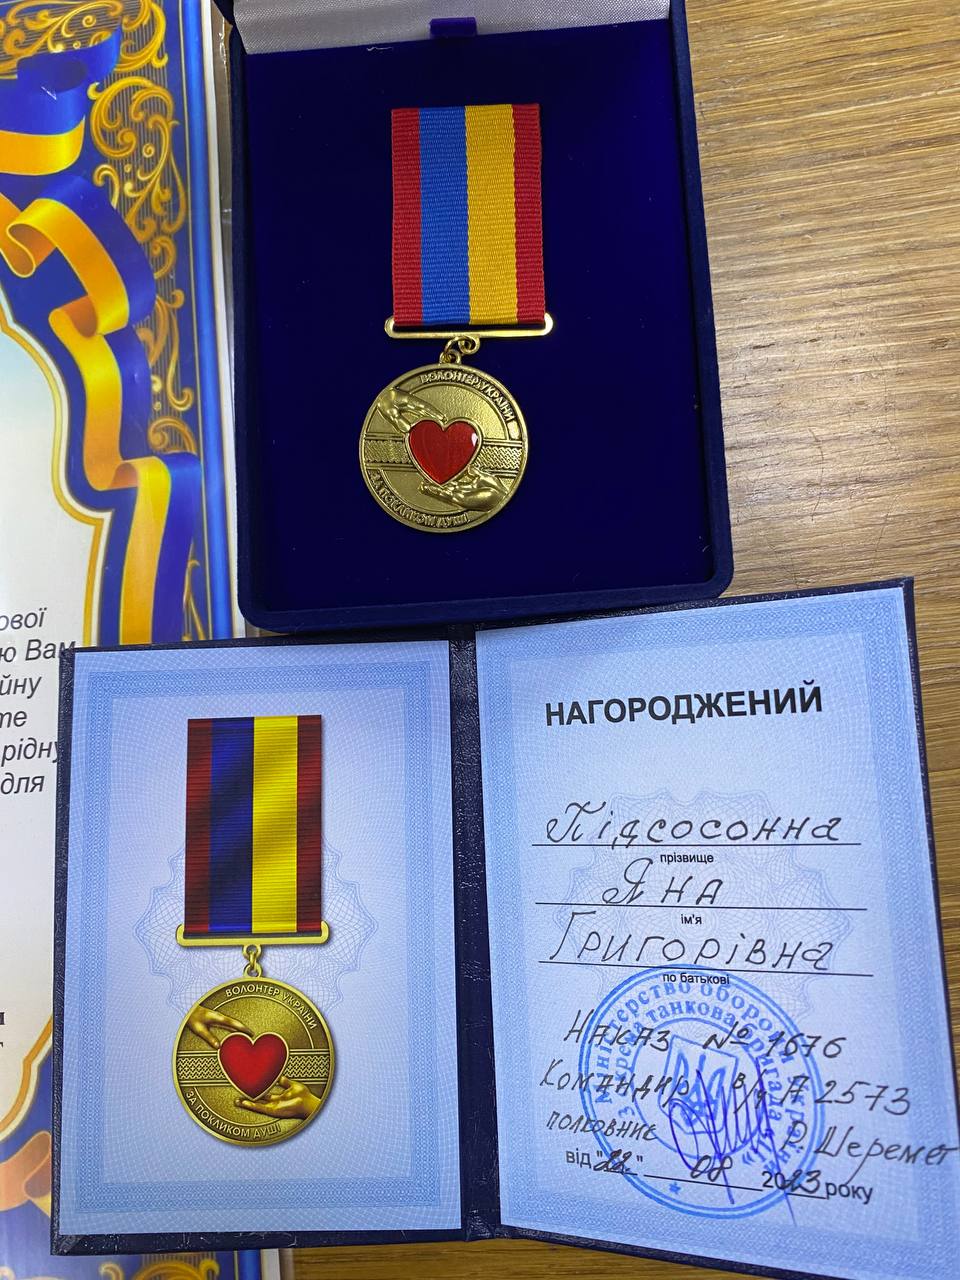 ВОЛОНТЕР УКРАЇНИ
ЗА ПОКЛИКОМ ДУШІ
ової
ю Вам
йну
те
рідну
для
ВОЛОНТЕР УКРАЇНИ
ЗА ПОКЛИКОМ ДУШІ
НАГОРОДЖЕНИЙ
Підсосонна
прізвище
Яна
ім'я
Григорівна
по батькові
Міністерство оборони України
танкова бригада
Наказ № 1676
Командир в/ч А 2573
полковник О Шеремет
від "22" 08 2023 року